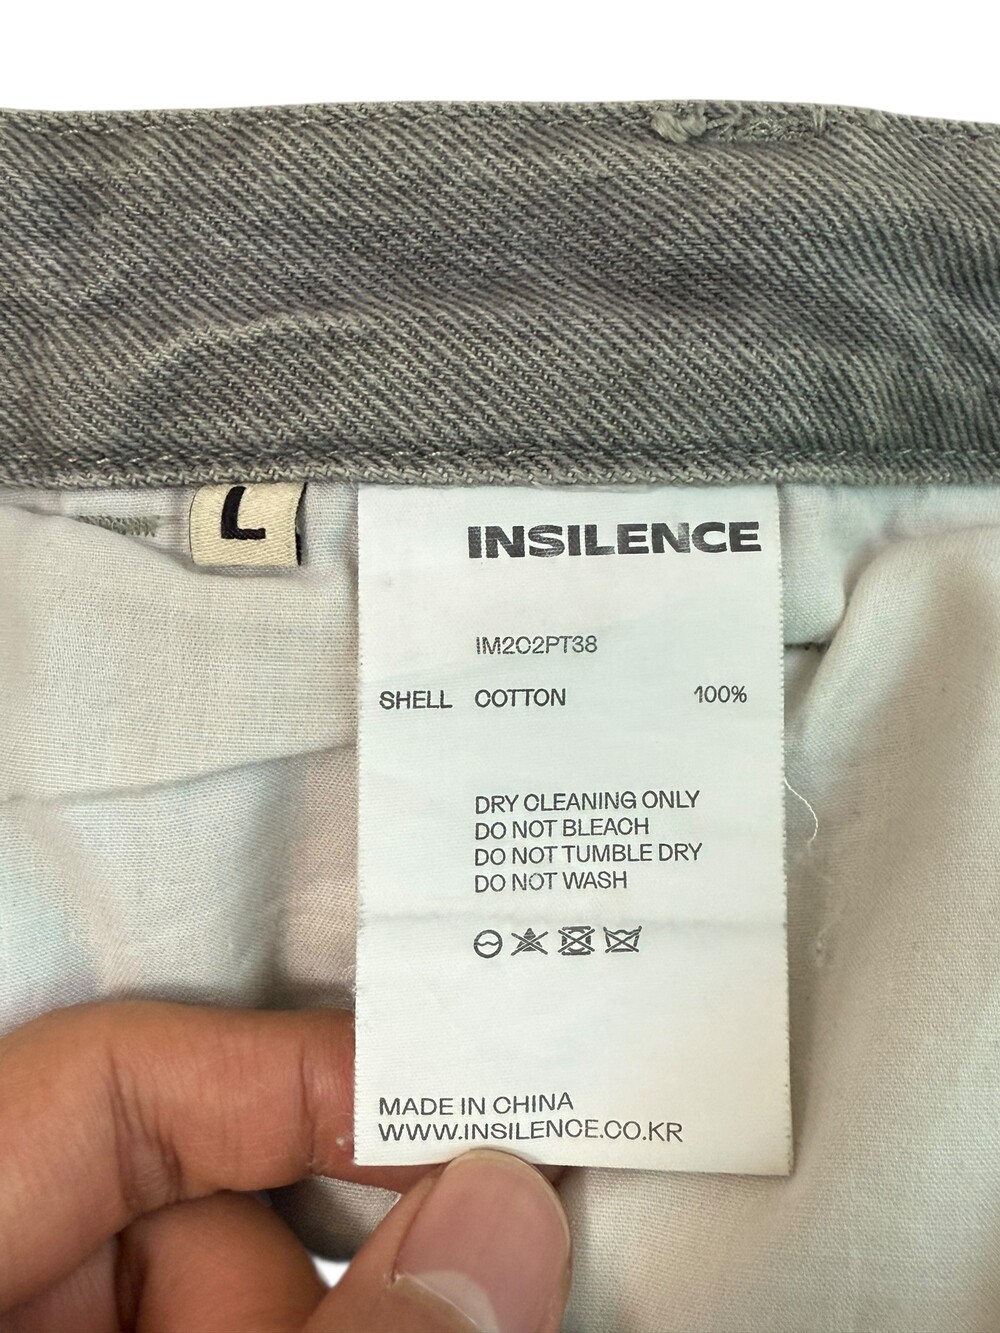 L
INSILENCE
IM202PT38
SHELL COTTON 100%
DRY CLEANING ONLY
DO NOT BLEACH
DO NOT TUMBLE DRY
DO NOT WASH
MADE IN CHINA
WWW.INSILENCE.CO.KR